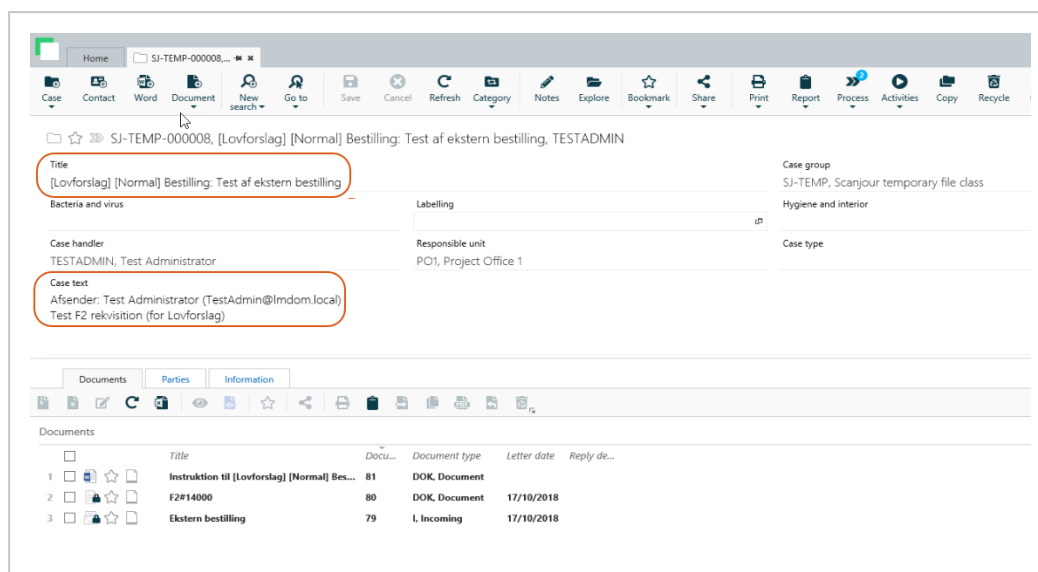 Home SJ-TEMP-000008,...
Case Contact Word Document New search Go to Save Cancel Refresh Category Notes Explore Bookmark Share Print Report Process 2 Activities Copy Recycle
SJ-TEMP-000008, [Lovforslag] [Normal] Bestilling: Test af ekstern bestilling, TESTADMIN
Title Case group
[Lovforslag] [Normal] Bestilling: Test af ekstern bestilling SJ-TEMP, Scanjour temporary file class
Bacteria and virus Labelling Hygiene and interior
Case handler Responsible unit Case type
TESTADMIN, Test Administrator PO1, Project Office 1
Case text
Afsender: Test Administrator (TestAdmin@lmdom.local)
Test F2 rekvisition (for Lovforslag)
Documents Parties Information
Documents
Title Docu... Document type Letter date Reply de...
1 Instruktion til [Lovforslag] [Normal] Bes... 81 DOK, Document
2 F2#14000 80 DOK, Document 17/10/2018
3 Ekstern bestilling 79 I, Incoming 17/10/2018